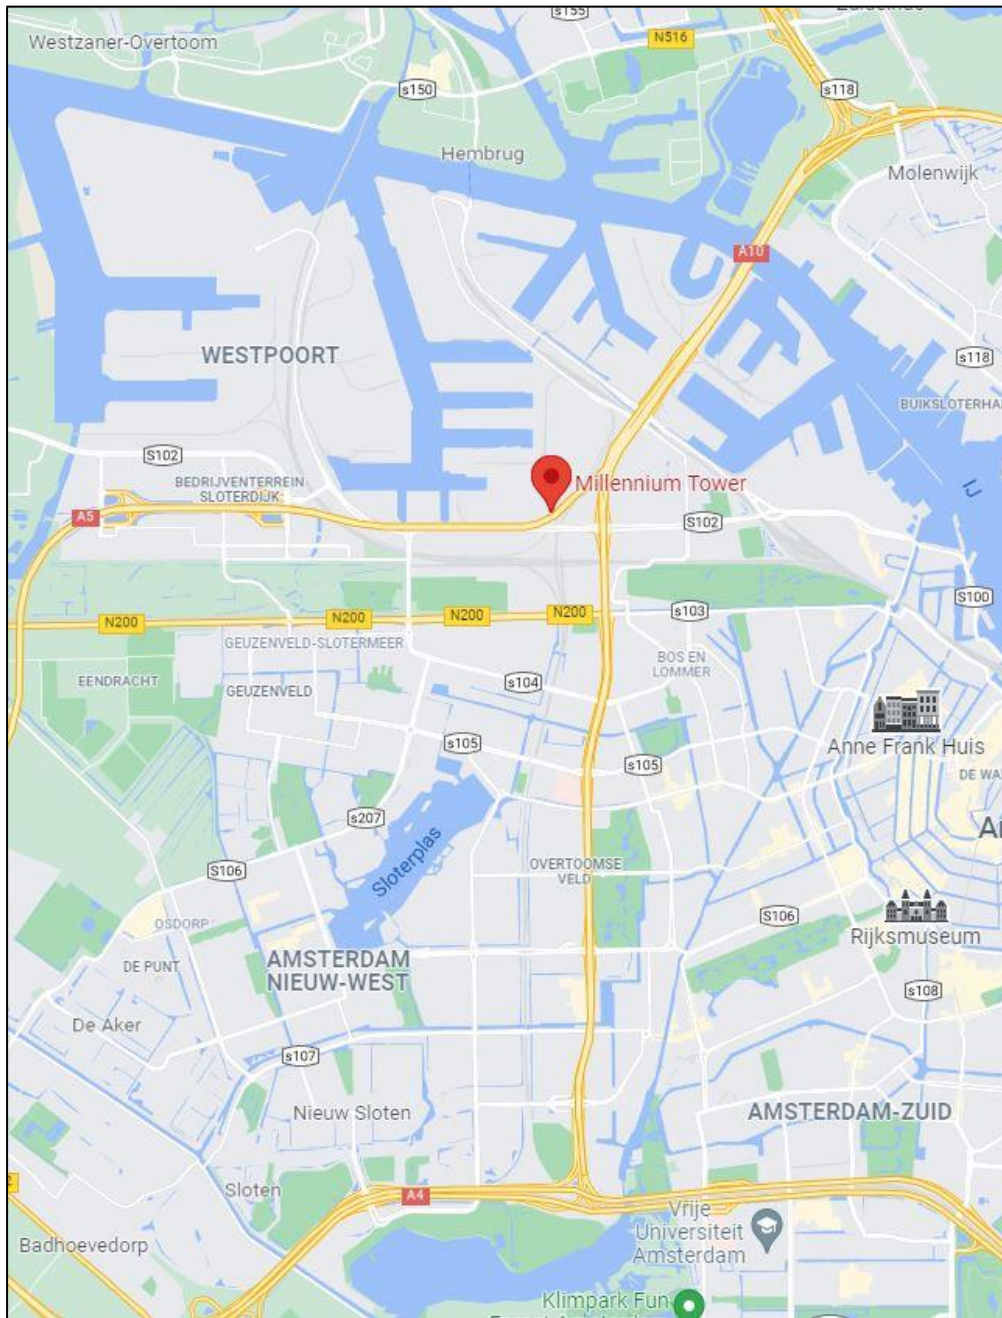 s155
Westzaner-Overtoom
N516
s150
s118
Hembrug
Molenwijk
A10
WESTPOORT
s118
S102
BEDRIJVENTERREIN
SLOTERDIJK
Millennium Tower
A5
S102
IJ
N200
N200
N200
N200
s103
S100
GEUZENVELD-SLOTERMEER
BOS EN
LOMMER
EENDRACHT
GEUZENVELD
s104
s105
s105
Anne Frank Huis
s207
Sloterplas
S106
OVERTOOMSE
VELD
OSDORP
S106
Rijksmuseum
AMSTERDAM
NIEUW-WEST
DE PUNT
s108
De Aker
s107
Nieuw Sloten
AMSTERDAM-ZUID
Sloten
A4
Vrije
Universiteit
Amsterdam
Badhoevedorp
Klimpark Fun